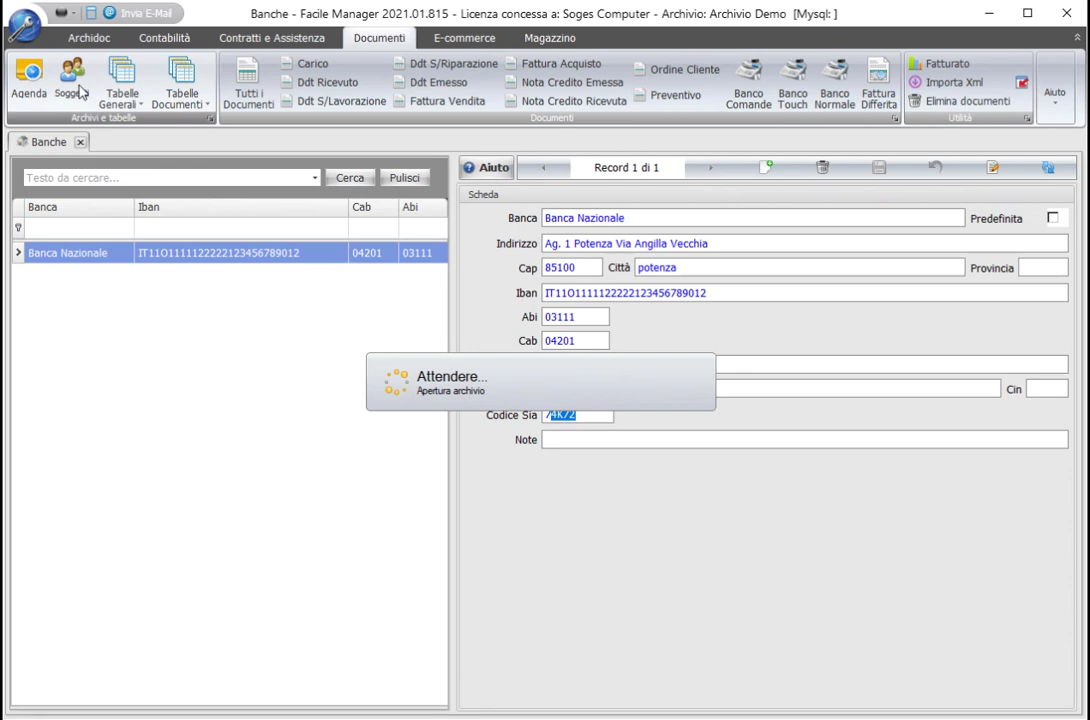 Invia E-Mail
Banche - Facile Manager 2021.01.815 - Licenza concessa a: Soges Computer - Archivio: Archivio Demo [Mysql: ]
Archidoc Contabilità Contratti e Assistenza Documenti E-commerce Magazzino
Agenda
Tabelle Generali
Tabelle Documenti
Archivi e tabelle
Tutti i Documenti
Carico
Ddt Ricevuto
Ddt S/Lavorazione
Ddt S/Riparazione
Ddt Emesso
Fattura Vendita
Fattura Acquisto
Nota Credito Emessa
Nota Credito Ricevuta
Ordine Cliente
Preventivo
Banco Comande
Banco Touch
Banco Normale
Fattura Differita
Documenti
Fatturato
Importa Xml
Elimina documenti
Utilità
Aiuto
Banche
Testo da cercare... Cerca Pulisci
Banca Iban Cab Abi
Banca Nazionale IT11O1111122222123456789012 04201 03111
Aiuto Record 1 di 1
Scheda
Banca Banca Nazionale Predefinita
Indirizzo Ag. 1 Potenza Via Angilla Vecchia
Cap 85100 Città potenza Provincia
Iban IT11O1111122222123456789012
Abi 03111
Cab 04201
Attendere...
Apertura archivio
Cin
Codice Sia
Note